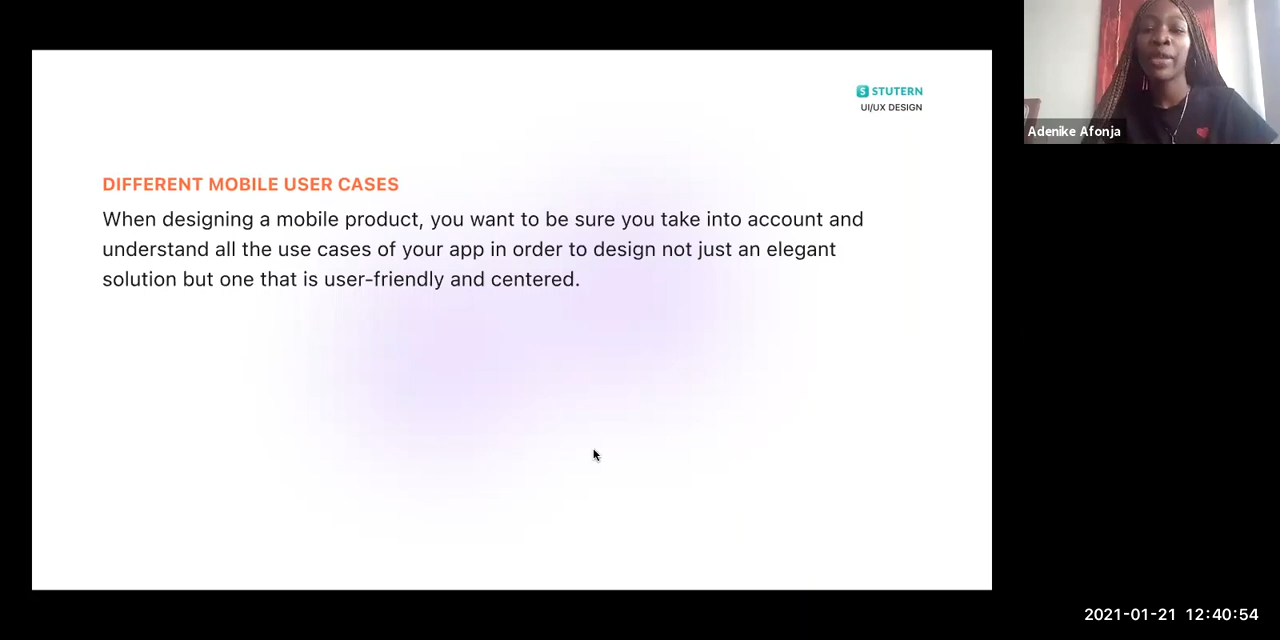 STUTERN
UI/UX DESIGN
DIFFERENT MOBILE USER CASES
When designing a mobile product, you want to be sure you take into account and
understand all the use cases of your app in order to design not just an elegant
solution but one that is user-friendly and centered.
Adenike Afonja
2021-01-21 12:40:54